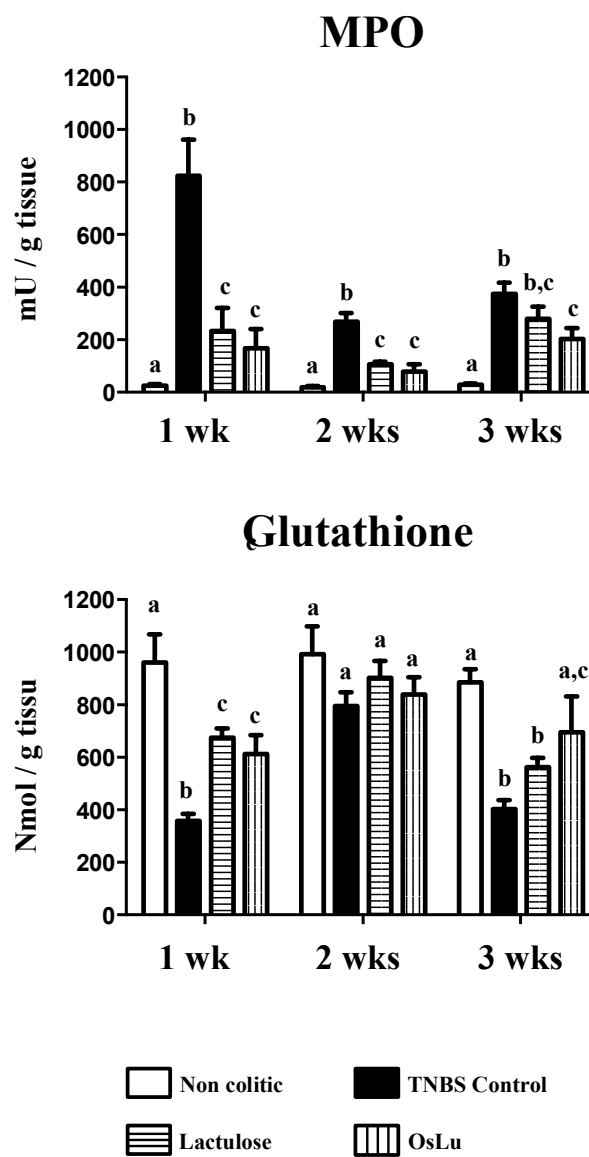 MPO
mU / g tissue
1200
1000
800
600
400
200
0
b
a
c
c
b
a
c
c
b
a
b,c
c
1 wk
2 wks
3 wks
Glutathione
Nmol / g tissu
1200
1000
800
600
400
200
0
a
b
c
c
a
a
a
a
a
b
b
a,c
1 wk
2 wks
3 wks
Non colitic
TNBS Control
Lactulose
OsLu